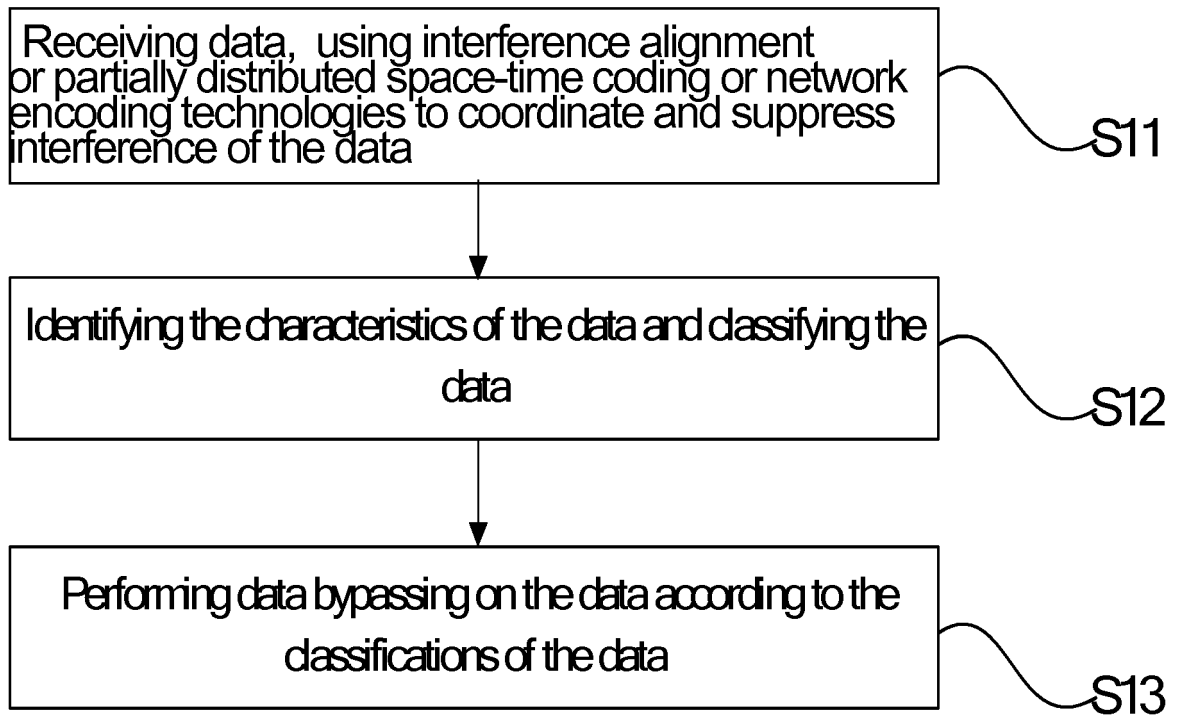 Receiving data, using interference alignment
or partially distributed space-time coding or network
encoding technologies to coordinate and suppress
interference of the data
S11
Identifying the characteristics of the data and classifying the
data
S12
Performing data bypassing on the data according to the
classifications of the data
S13